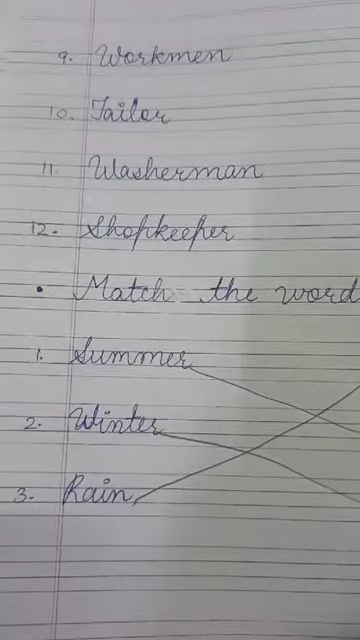 9. Workmen
10. Tailor
11. Washerman
12. Shopkeeper
• Match the word
1. Summer
2. Winter
3. Rain